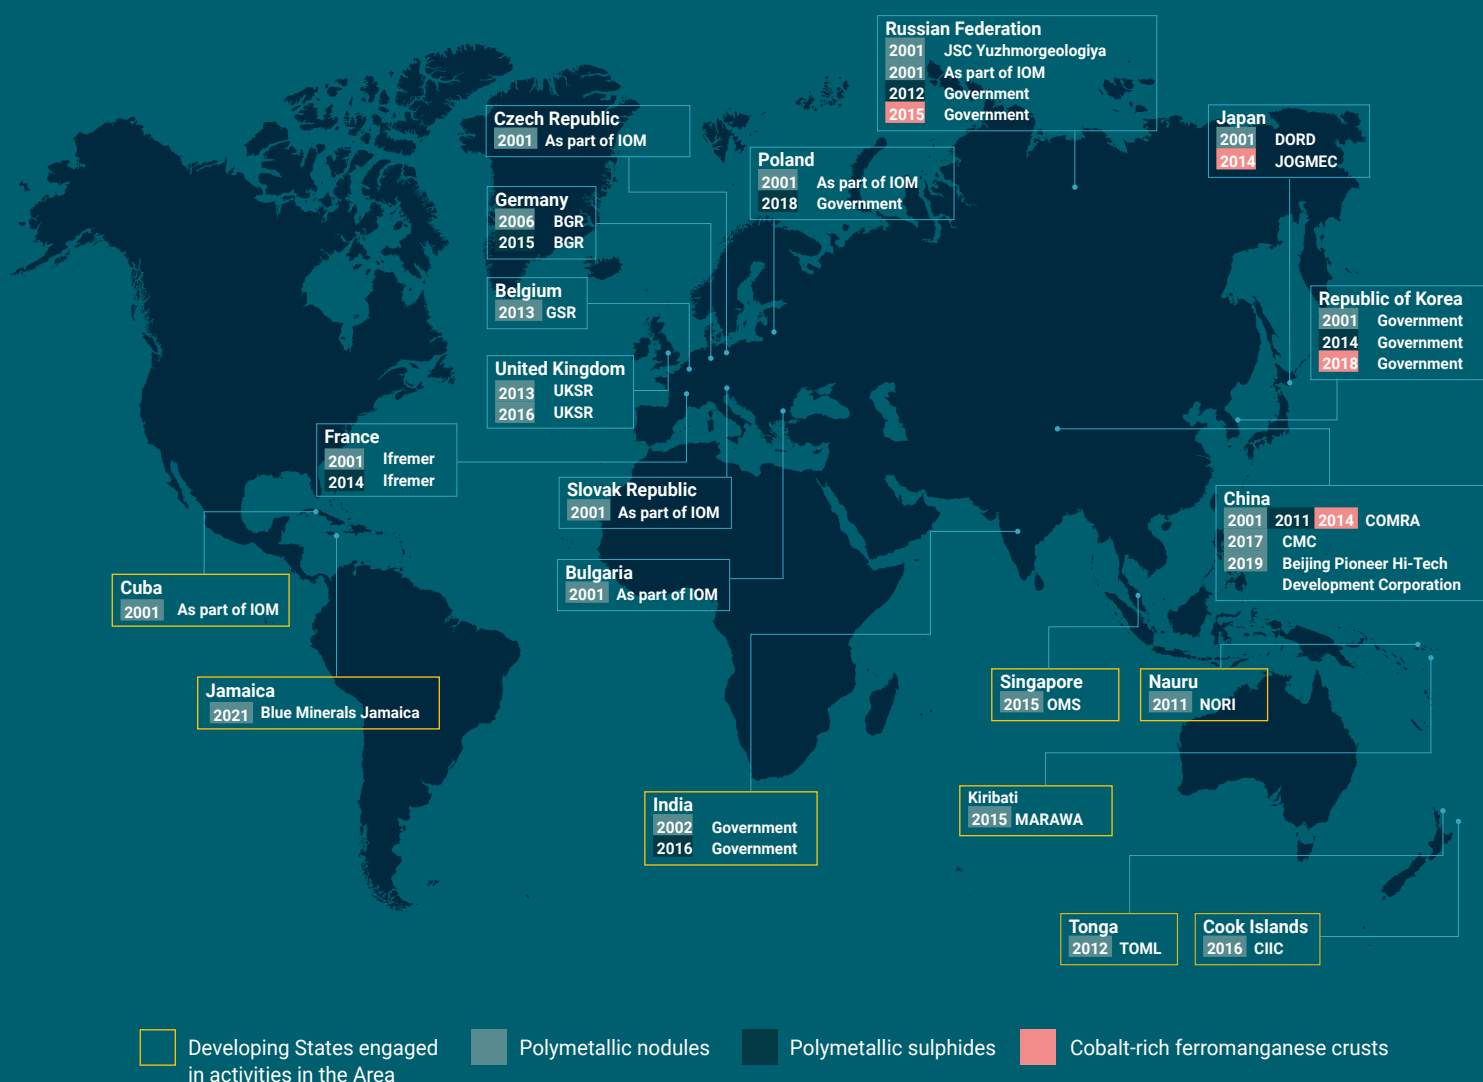 Russian Federation
2001 JSC Yuzhmorgeologiya
2001 As part of IOM
2012 Government
2015 Government
Czech Republic
2001 As part of IOM
Japan
2001 DORD
2014 JOGMEC
Poland
2001 As part of IOM
2018 Government
Germany
2006 BGR
2015 BGR
Belgium
2013 GSR
Republic of Korea
2001 Government
2014 Government
2018 Government
United Kingdom
2013 UKSR
2016 UKSR
France
2001 Ifremer
2014 Ifremer
Slovak Republic
2001 As part of IOM
China
2001 2011 2014 COMRA
2017 CMC
2019 Beijing Pioneer Hi-Tech
Development Corporation
Bulgaria
2001 As part of IOM
Cuba
2001 As part of IOM
Jamaica
2021 Blue Minerals Jamaica
Singapore
2015 OMS
Nauru
2011 NORI
India
2002 Government
2016 Government
Kiribati
2015 MARAWA
Tonga
2012 TOML
Cook Islands
2016 CIIC
Developing States engaged
in activities in the Area
Polymetallic nodules
Polymetallic sulphides
Cobalt-rich ferromanganese crusts